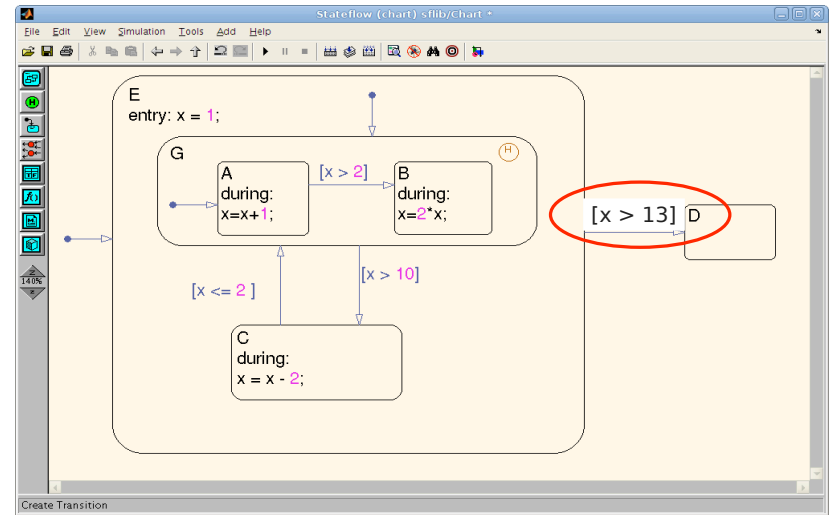 Stateflow (chart) sflib/Chart *
File Edit View Simulation Tools Add Help
E
entry: x = 1;
G
H
A
during:
x=x+1;
[x > 2]
B
during:
x=2*x;
[x > 13]
D
[x <= 2 ]
[x > 10]
C
during:
x = x - 2;
Z
140%
Z
Create Transition